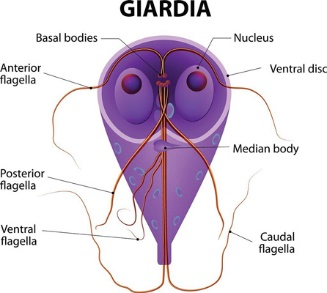 GIARDIA
Basal bodies
Nucleus
Anterior
flagella
Ventral disc
Median body
Posterior
flagella
Ventral
flagella
Caudal
flagella